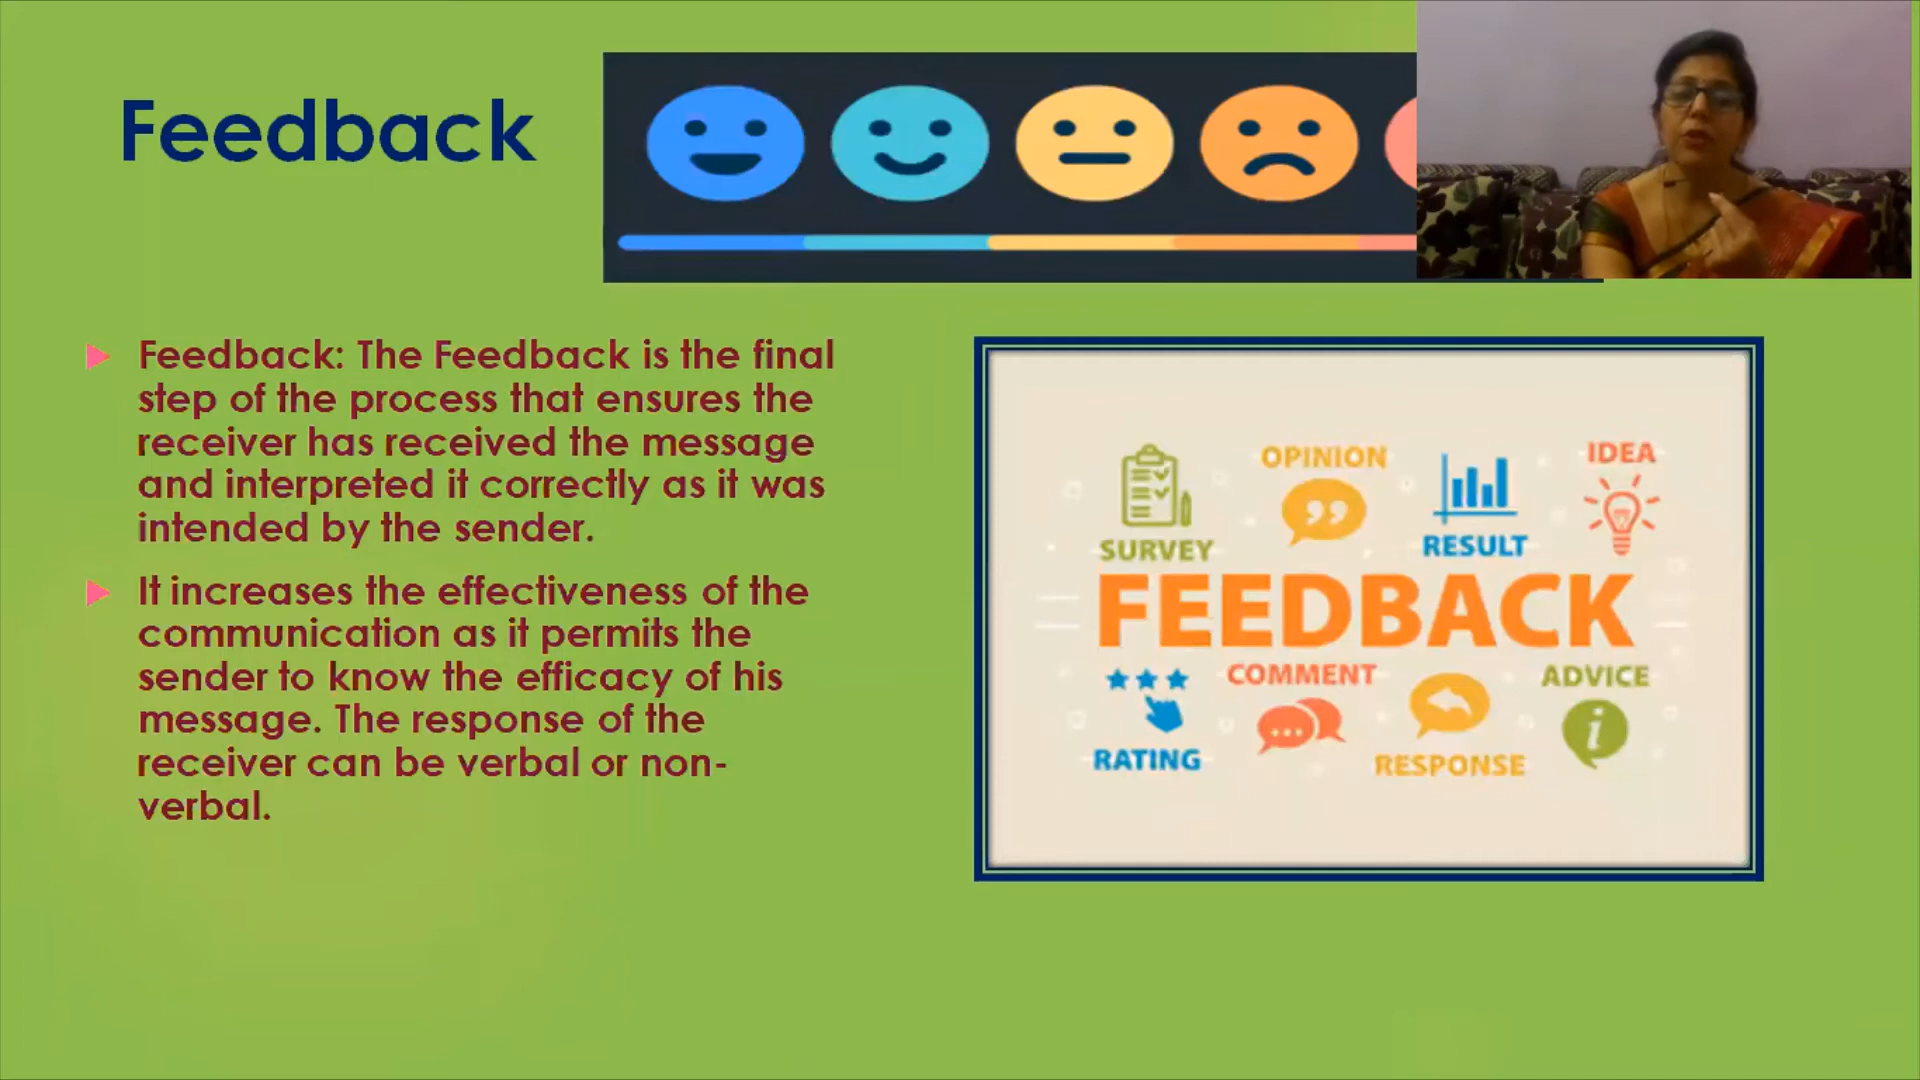 Feedback
Feedback: The Feedback is the final
step of the process that ensures the
receiver has received the message
and interpreted it correctly as it was
intended by the sender.
It increases the effectiveness of the
communication as it permits the
sender to know the efficacy of his
message. The response of the
receiver can be verbal or non-
verbal.
OPINION
IDEA
SURVEY
RESULT
FEEDBACK
COMMENT
ADVICE
RATING
RESPONSE